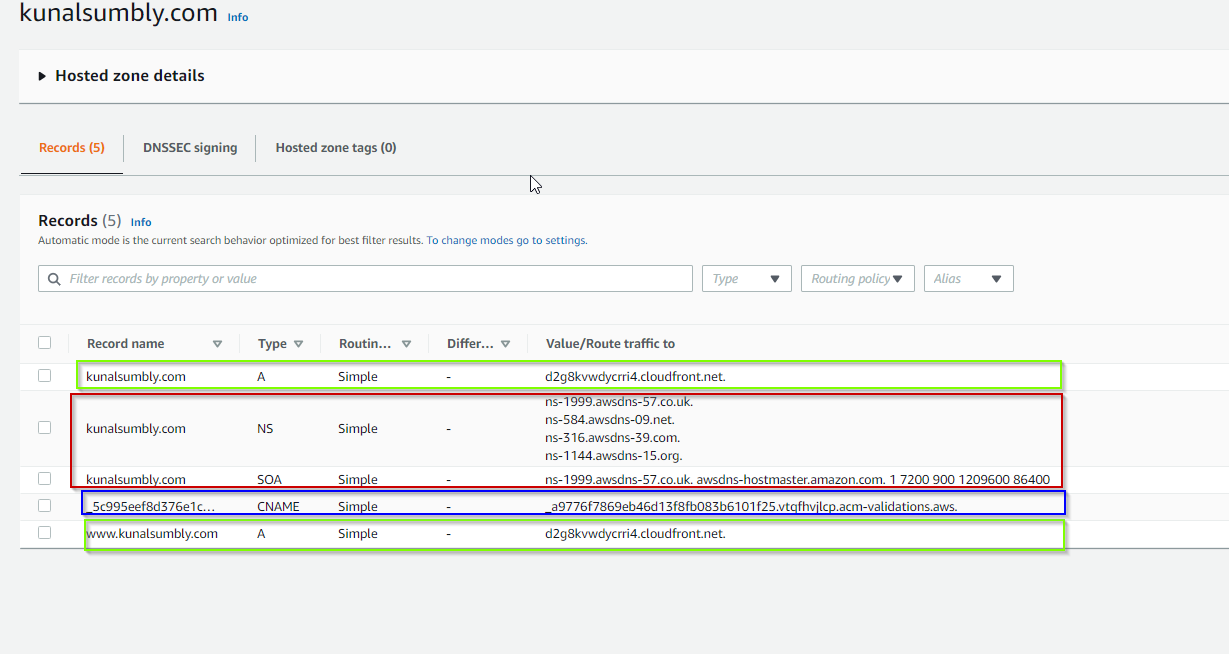 kunalsumbly.com Info
Hosted zone details
Records (5) DNSSEC signing Hosted zone tags (0)
Records (5) Info
Automatic mode is the current search behavior optimized for best filter results. To change modes go to settings.
Filter records by property or value Type Routing policy Alias
Record name Type Routin... Differ... Value/Route traffic to
kunalsumbly.com A Simple - d2g8kvwdycrri4.cloudfront.net.
ns-1999.awsdns-57.co.uk.
ns-584.awsdns-09.net.
kunalsumbly.com NS Simple -
ns-316.awsdns-39.com.
ns-1144.awsdns-15.org.
kunalsumbly.com SOA Simple - ns-1999.awsdns-57.co.uk. awsdns-hostmaster.amazon.com. 1 7200 900 1209600 86400
_5c995eef8d376e1c... CNAME Simple - _a9776f7869eb46d13f8fb083b6101f25.vtqfhvjlcp.acm-validations.aws.
www.kunalsumbly.com A Simple - d2g8kvwdycrri4.cloudfront.net.